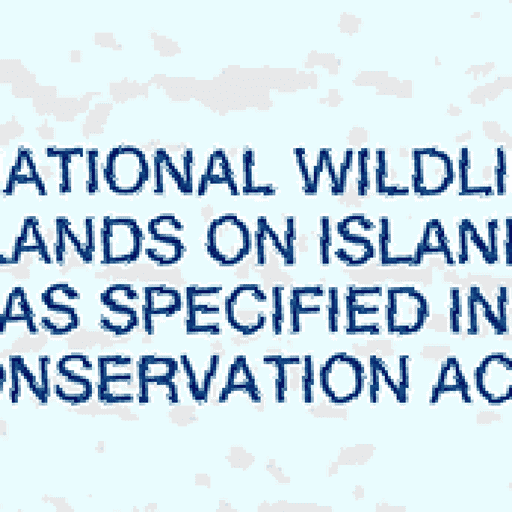 ATIONAL WILDLI
LANDS ON ISLAN
AS SPECIFIED IN
ONSERVATION AC